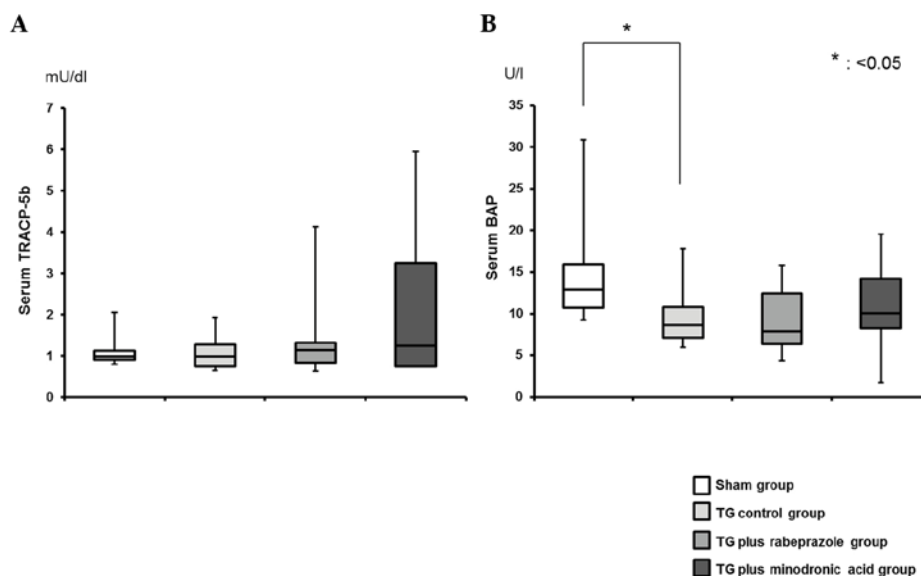 A
mU/dl
7
6
5
4
3
2
1
0
Serum TRACP-5b
B
*
* : <0.05
U/l
35
30
25
20
15
10
5
0
Serum BAP
Sham group
TG control group
TG plus rabeprazole group
TG plus minodronic acid group